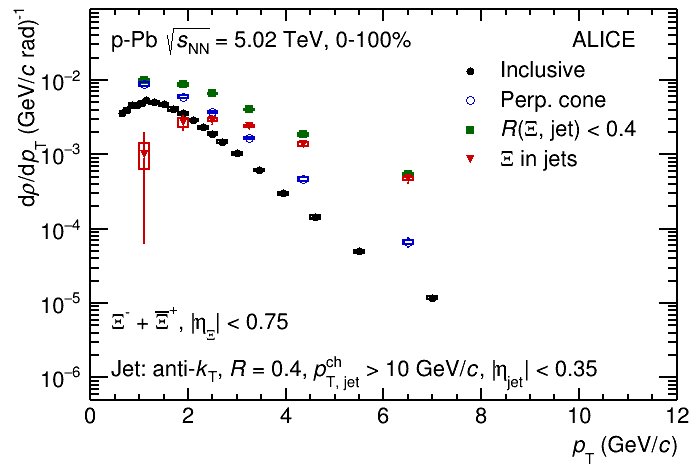 p-Pb √sNN = 5.02 TeV, 0-100%
ALICE
Inclusive
Perp. cone
R(Ξ, jet) < 0.4
Ξ in jets
dρ/dpT (GeV/c rad)⁻¹
10⁻²
10⁻³
10⁻⁴
10⁻⁵
10⁻⁶
Ξ⁻ + Ξ̅⁺, |ηΞ| < 0.75
Jet: anti-kT, R = 0.4, pT, jet^ch > 10 GeV/c, |ηjet| < 0.35
0 2 4 6 8 10 12
pT (GeV/c)